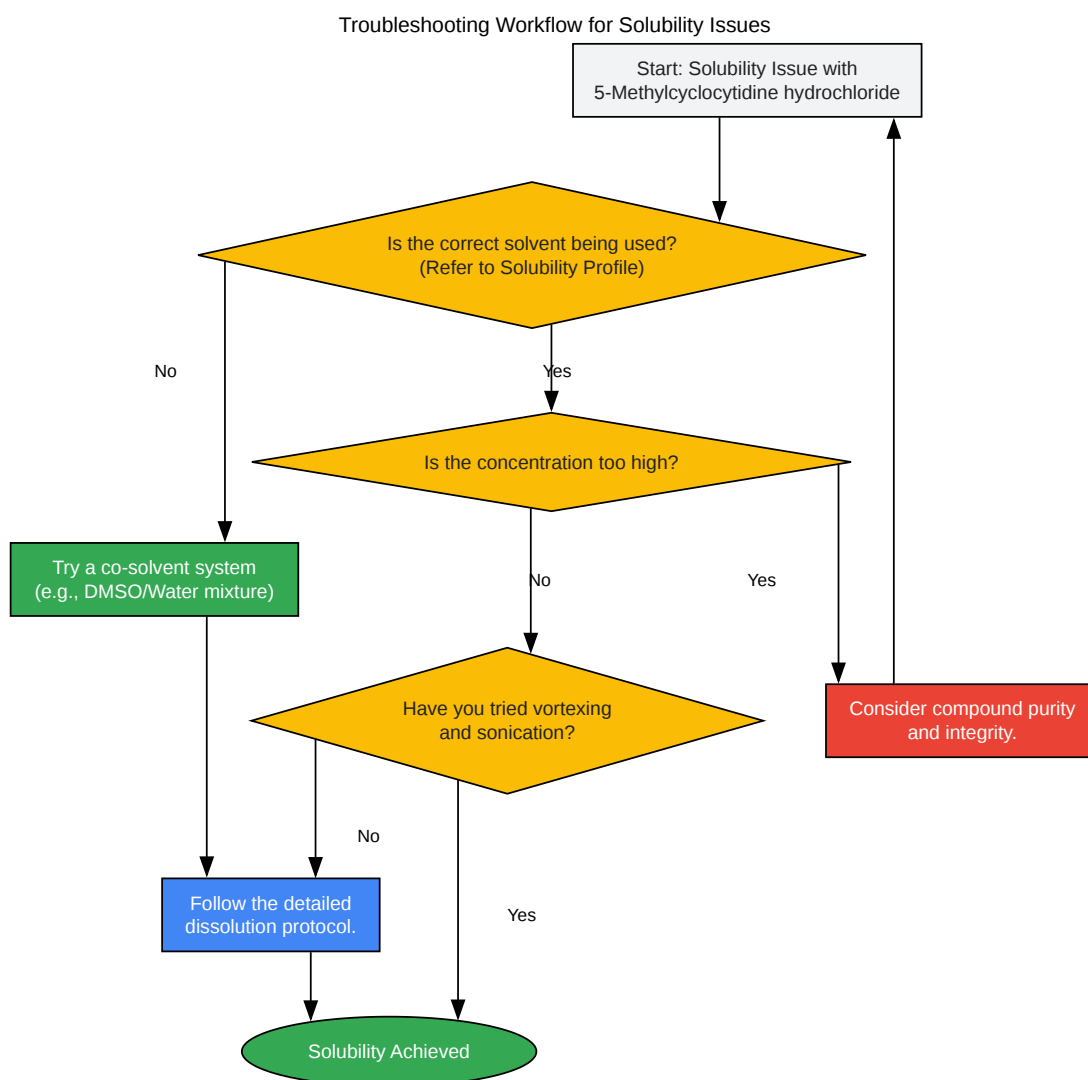 Troubleshooting Workflow for Solubility Issues
Start: Solubility Issue with
5-Methylcyclocytidine hydrochloride
Is the correct solvent being used?
(Refer to Solubility Profile)
No
Yes
Is the concentration too high?
Try a co-solvent system
(e.g., DMSO/Water mixture)
No
Yes
Have you tried vortexing
and sonication?
Consider compound purity
and integrity.
No
Follow the detailed
dissolution protocol.
Yes
Solubility Achieved